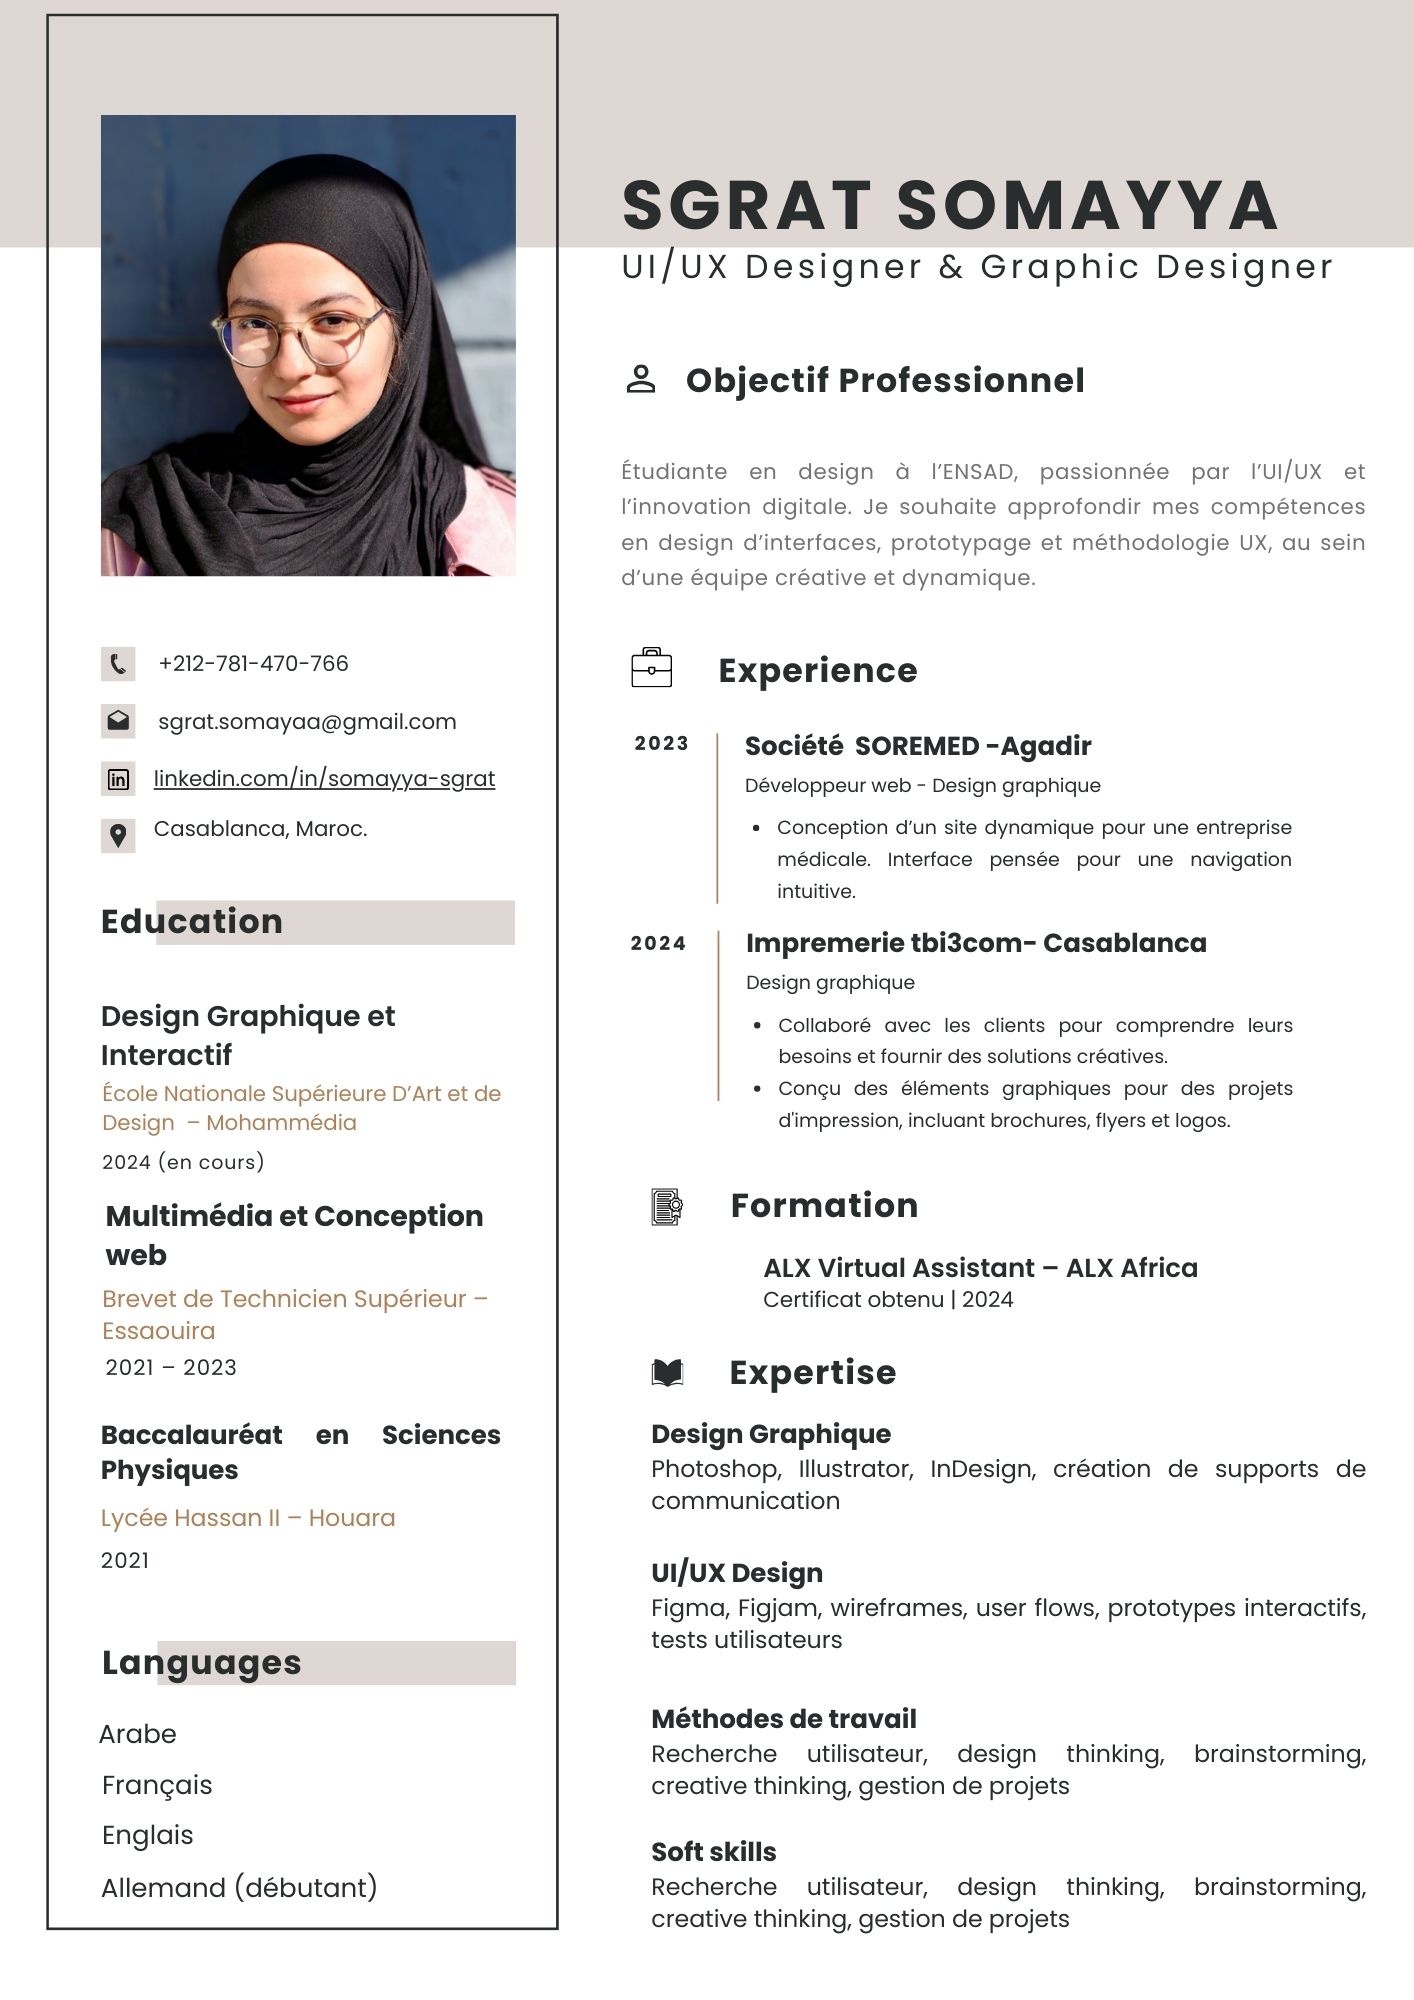 SGRAT SOMAYYA
UI/UX Designer & Graphic Designer
+212-781-470-766
sgrat.somayaa@gmail.com
in
linkedin.com/in/somayya-sgrat
Casablanca, Maroc.
Education
Design Graphique et
Interactif
École Nationale Supérieure D’Art et de
Design – Mohammédia
2024 (en cours)
Multimédia et Conception
web
Brevet de Technicien Supérieur –
Essaouira
2021 – 2023
Baccalauréat en Sciences
Physiques
Lycée Hassan II – Houara
2021
Languages
Arabe
Français
Englais
Allemand (débutant)
Objectif Professionnel
Étudiante en design à l’ENSAD, passionnée par l’UI/UX et
l’innovation digitale. Je souhaite approfondir mes compétences
en design d’interfaces, prototypage et méthodologie UX, au sein
d’une équipe créative et dynamique.
Experience
2023
Société SOREMED -Agadir
Développeur web - Design graphique
• Conception d’un site dynamique pour une entreprise
médicale. Interface pensée pour une navigation
intuitive.
2024
Impremerie tbi3com- Casablanca
Design graphique
• Collaboré avec les clients pour comprendre leurs
besoins et fournir des solutions créatives.
• Conçu des éléments graphiques pour des projets
d'impression, incluant brochures, flyers et logos.
Formation
ALX Virtual Assistant – ALX Africa
Certificat obtenu | 2024
Expertise
Design Graphique
Photoshop, Illustrator, InDesign, création de supports de
communication
UI/UX Design
Figma, Figjam, wireframes, user flows, prototypes interactifs,
tests utilisateurs
Méthodes de travail
Recherche utilisateur, design thinking, brainstorming,
creative thinking, gestion de projets
Soft skills
Recherche utilisateur, design thinking, brainstorming,
creative thinking, gestion de projets